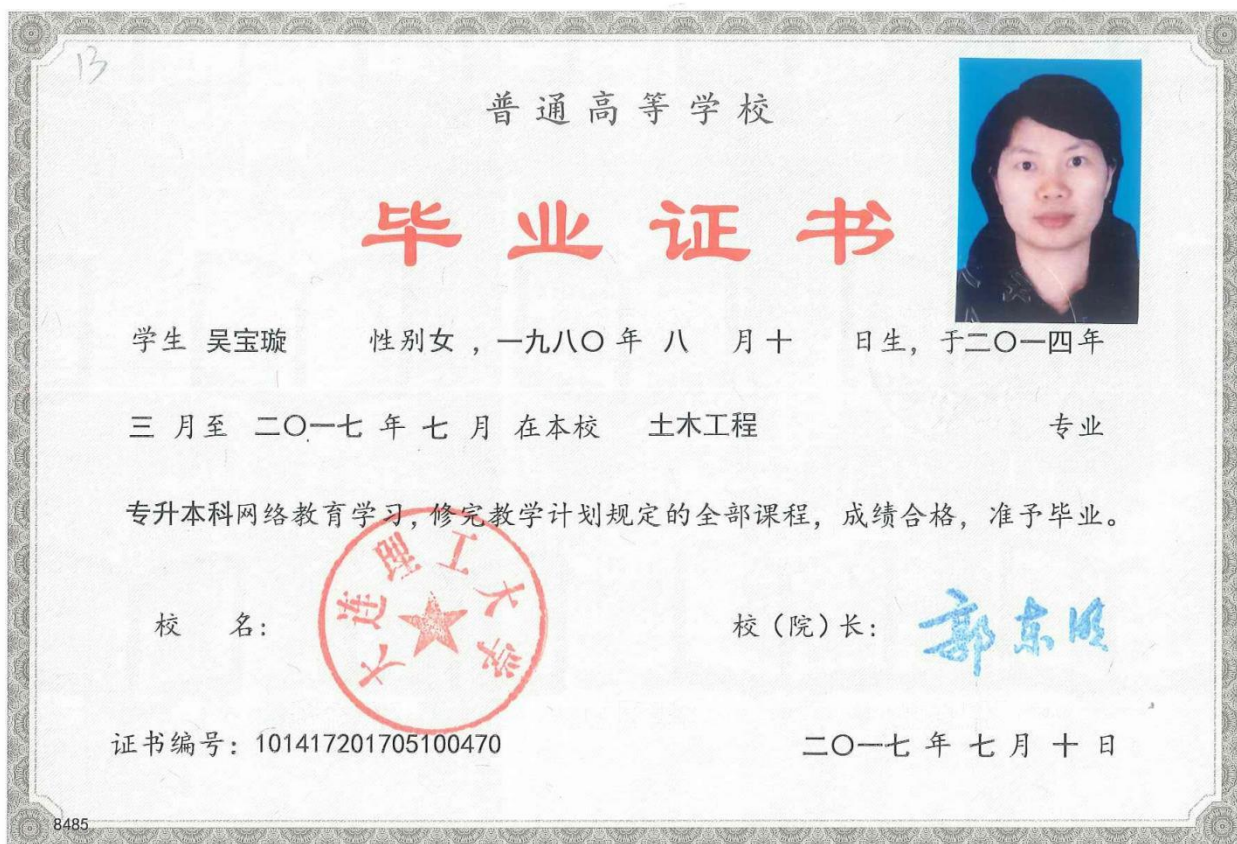 13
普通高等学校
毕业证书
学生 吴宝璇 性别女 ，一九八〇 年 八 月十 日生，于二〇一四年
三 月至 二〇一七 年 七 月 在本校 土木工程 专业
专升本科网络教育学习，修完教学计划规定的全部课程，成绩合格，准予毕业。
大连理工大学
校 名： 校（院）长： 郭东明
证书编号：101417201705100470 二〇一七 年 七 月 十 日
8485